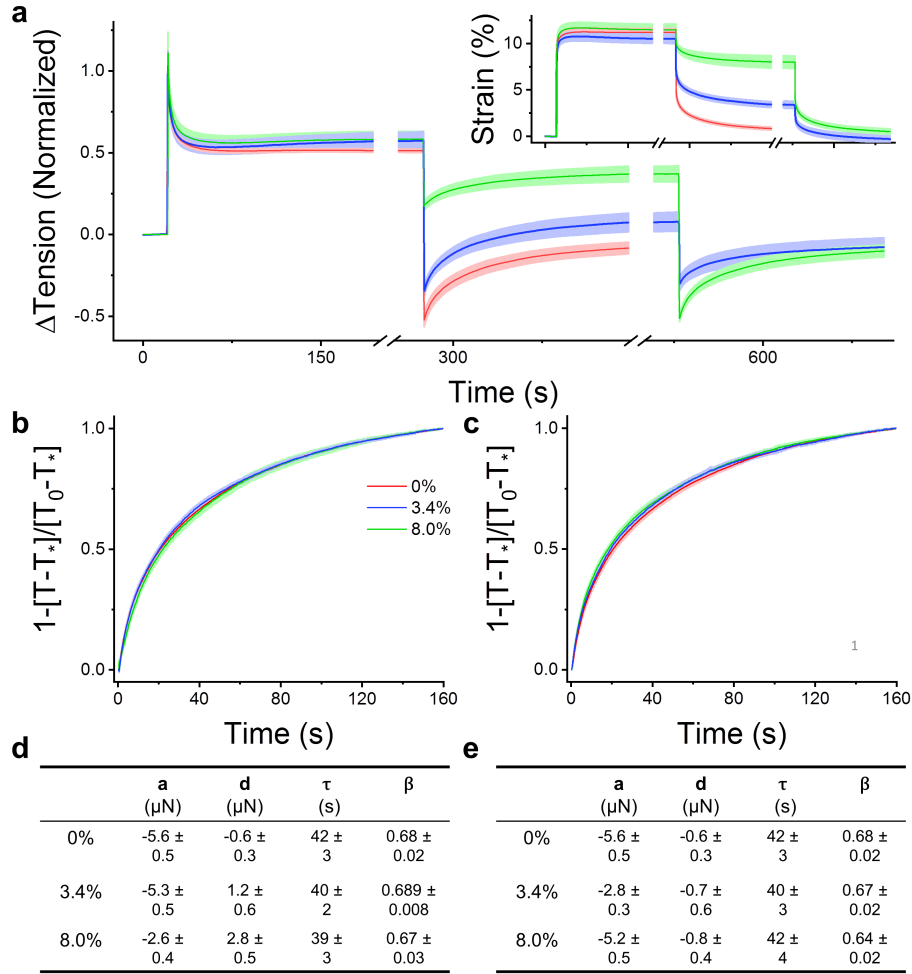 a
ΔTension (Normalized)
1.0
0.5
0.0
-0.5
0
150
300
600
Time (s)
Strain (%)
10
5
0
b
1-[T-T*]/[T0-T*]
1.0
0.5
0.0
0
40
80
120
160
Time (s)
0%
3.4%
8.0%
c
1-[T-T*]/[T0-T*]
1.0
0.5
0.0
0
40
80
120
160
Time (s)
1
d
a d τ β
(µN) (µN) (s)
0% -5.6 ± -0.6 ± 42 ± 0.68 ±
0.5 0.3 3 0.02
3.4% -5.3 ± 1.2 ± 40 ± 0.689 ±
0.5 0.6 2 0.008
8.0% -2.6 ± 2.8 ± 39 ± 0.67 ±
0.4 0.5 3 0.03
e
a d τ β
(µN) (µN) (s)
0% -5.6 ± -0.6 ± 42 ± 0.68 ±
0.5 0.3 3 0.02
3.4% -2.8 ± -0.7 ± 40 ± 0.67 ±
0.3 0.6 3 0.02
8.0% -5.2 ± -0.8 ± 42 ± 0.64 ±
0.5 0.4 4 0.02